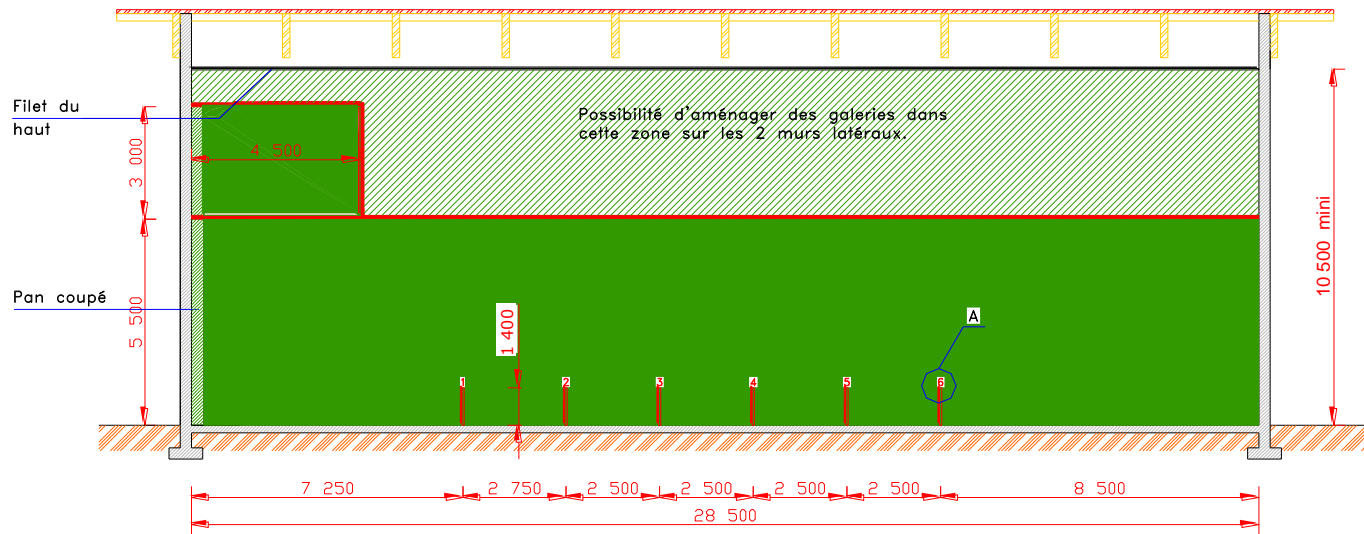 Filet du
haut
Possibilité d'aménager des galeries dans
cette zone sur les 2 murs latéraux.
4 500
3 000
10 500 mini
Pan coupé
5 500
1 400
A
1
2
3
4
5
6
7 250
2 750
2 500
2 500
2 500
2 500
8 500
28 500